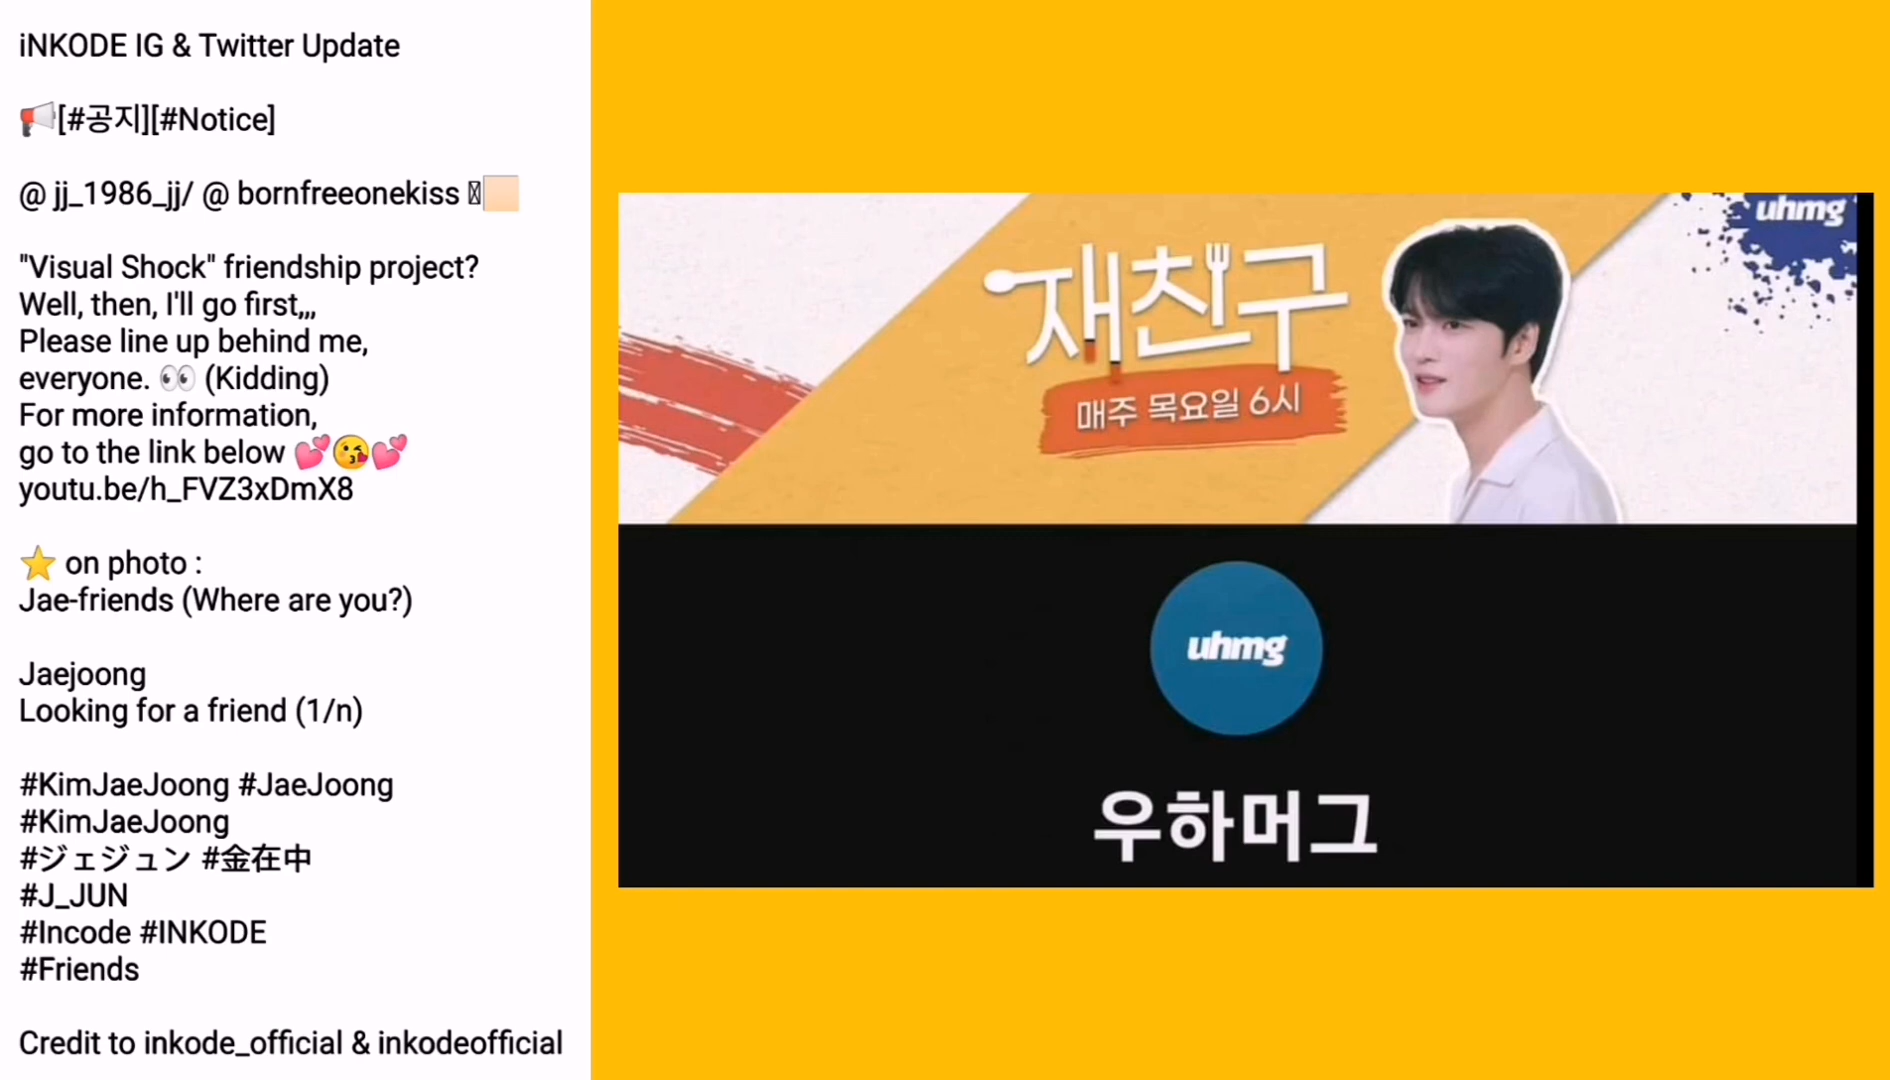 iNKODE IG & Twitter Update
📢[#공지][#Notice]
@ jj_1986_jj/ @ bornfreeonekiss
"Visual Shock" friendship project?
Well, then, I'll go first,,,
Please line up behind me,
everyone. 👀 (Kidding)
For more information,
go to the link below 💕😘💕
youtu.be/h_FVZ3xDmX8
⭐ on photo :
Jae-friends (Where are you?)
Jaejoong
Looking for a friend (1/n)
#KimJaeJoong #JaeJoong
#KimJaeJoong
#ジェジュン #金在中
#J_JUN
#Incode #INKODE
#Friends
Credit to inkode_official & inkodeofficial
uhmg
재친구
매주 목요일 6시
uhmg
우하머그